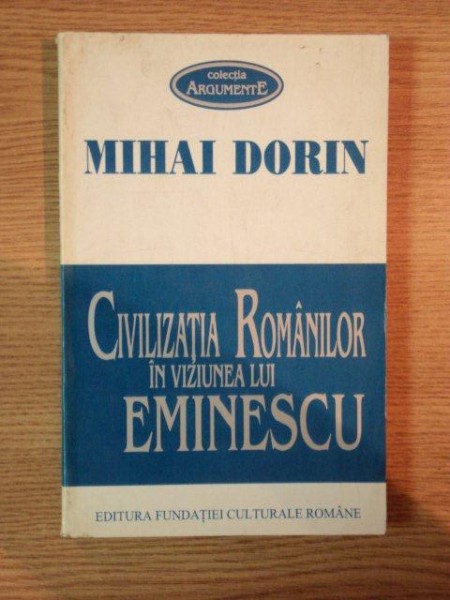 colecția
ARGUMENTE
MIHAI DORIN
CIVILIZAȚIA ROMÂNILOR
ÎN VIZIUNEA LUI
EMINESCU
EDITURA FUNDAȚIEI CULTURALE ROMÂNE